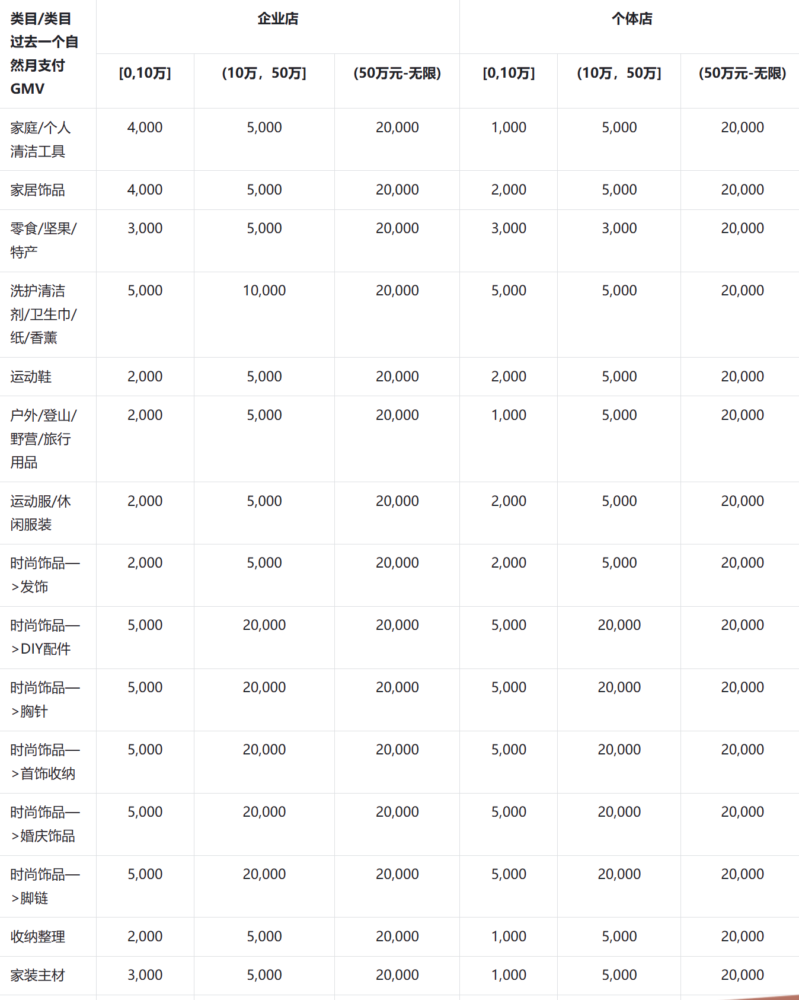 类目/类目
过去一个自
然月支付
GMV
企业店
个体店
[0,10万]
(10万，50万]
(50万元-无限)
[0,10万]
(10万，50万]
(50万元-无限)
家庭/个人
清洁工具
4,000
5,000
20,000
1,000
5,000
20,000
家居饰品
4,000
5,000
20,000
2,000
5,000
20,000
零食/坚果/
特产
3,000
5,000
20,000
3,000
3,000
20,000
洗护清洁
剂/卫生巾/
纸/香薰
5,000
10,000
20,000
5,000
5,000
20,000
运动鞋
2,000
5,000
20,000
2,000
5,000
20,000
户外/登山/
野营/旅行
用品
2,000
5,000
20,000
1,000
5,000
20,000
运动服/休
闲服装
2,000
5,000
20,000
2,000
5,000
20,000
时尚饰品—
>发饰
2,000
5,000
20,000
2,000
5,000
20,000
时尚饰品—
>DIY配件
5,000
20,000
20,000
5,000
20,000
20,000
时尚饰品—
>胸针
5,000
20,000
20,000
5,000
20,000
20,000
时尚饰品—
>首饰收纳
5,000
20,000
20,000
5,000
20,000
20,000
时尚饰品—
>婚庆饰品
5,000
20,000
20,000
5,000
20,000
20,000
时尚饰品—
>脚链
5,000
20,000
20,000
5,000
20,000
20,000
收纳整理
2,000
5,000
20,000
1,000
5,000
20,000
家装主材
3,000
5,000
20,000
1,000
5,000
20,000